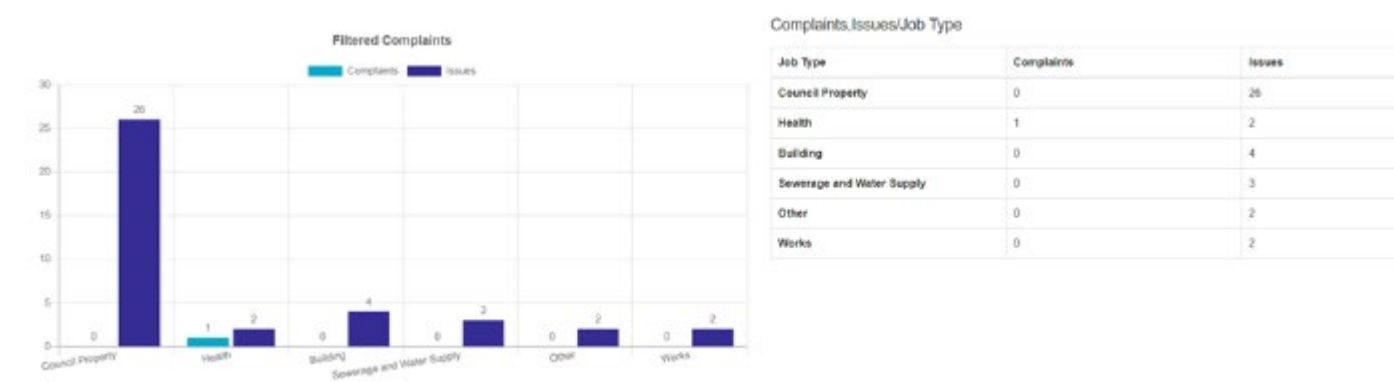 Filtered Complaints
Complaints Issues
30
25
20
15
10
5
0
0 26
1 2
0 4
0 3
0 2
0 2
Council Property
Health
Building
Sewerage and Water Supply
Other
Works
Complaints,Issues/Job Type
Job Type Complaints Issues
Council Property 0 26
Health 1 2
Building 0 4
Sewerage and Water Supply 0 3
Other 0 2
Works 0 2